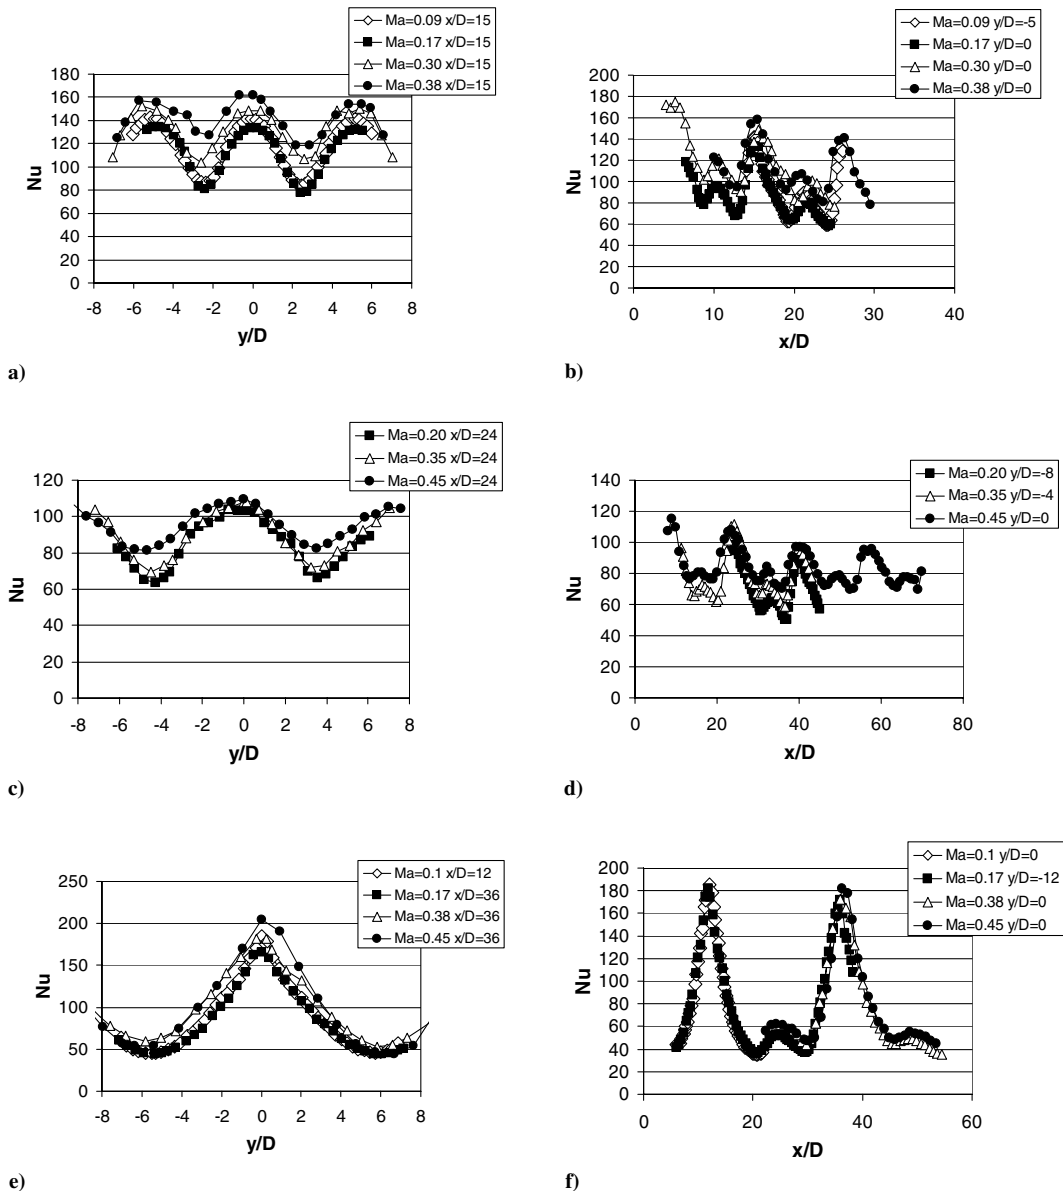 Ma=0.09 x/D=15
Ma=0.17 x/D=15
Ma=0.30 x/D=15
Ma=0.38 x/D=15
180
160
140
120
100
80
60
40
20
0
Nu
-8 -6 -4 -2 0 2 4 6 8
y/D
a)
Ma=0.09 y/D=-5
Ma=0.17 y/D=0
Ma=0.30 y/D=0
Ma=0.38 y/D=0
200
180
160
140
120
100
80
60
40
20
0
Nu
0 10 20 30 40
x/D
b)
Ma=0.20 x/D=24
Ma=0.35 x/D=24
Ma=0.45 x/D=24
120
100
80
60
40
20
0
Nu
-8 -6 -4 -2 0 2 4 6 8
y/D
c)
Ma=0.20 y/D=-8
Ma=0.35 y/D=-4
Ma=0.45 y/D=0
140
120
100
80
60
40
20
0
Nu
0 20 40 60 80
x/D
d)
Ma=0.1 x/D=12
Ma=0.17 x/D=36
Ma=0.38 x/D=36
Ma=0.45 x/D=36
250
200
150
100
50
0
Nu
-8 -6 -4 -2 0 2 4 6 8
y/D
e)
Ma=0.1 y/D=0
Ma=0.17 y/D=-12
Ma=0.38 y/D=0
Ma=0.45 y/D=0
200
180
160
140
120
100
80
60
40
20
0
Nu
0 20 40 60
x/D
f)